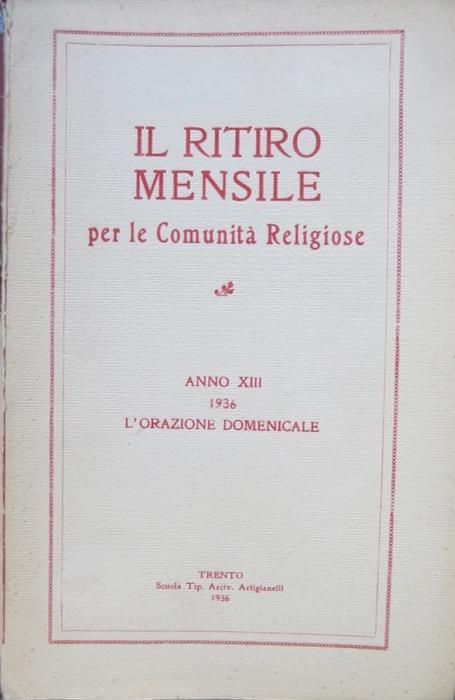 IL RITIRO
MENSILE
per le Comunità Religiose
ANNO XIII
1936
L'ORAZIONE DOMENICALE
TRENTO
Scuola Tip. Arciv. Artigianelli
1936